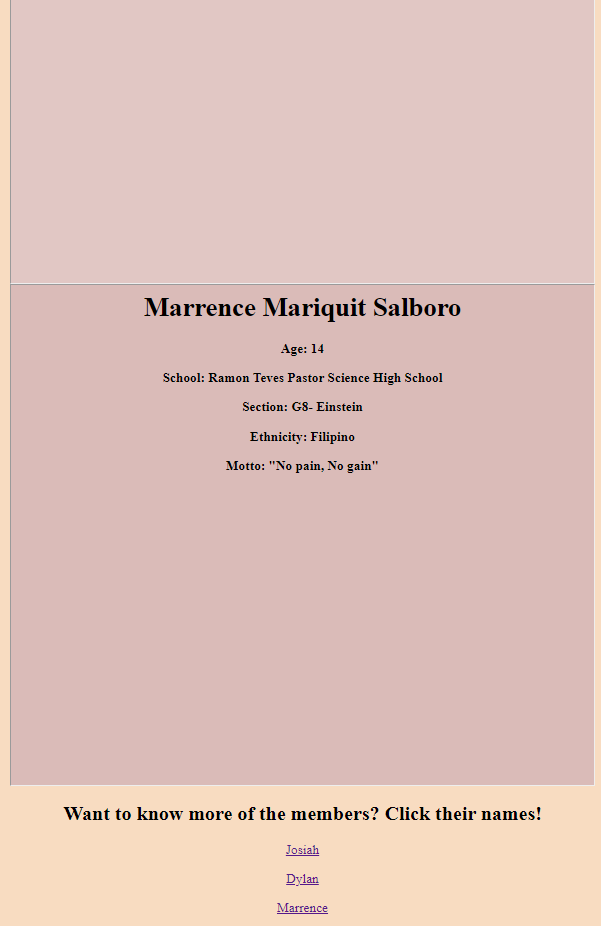 Marrence Mariquit Salboro
Age: 14
School: Ramon Teves Pastor Science High School
Section: G8- Einstein
Ethnicity: Filipino
Motto: "No pain, No gain"
Want to know more of the members? Click their names!
Josiah
Dylan
Marrence